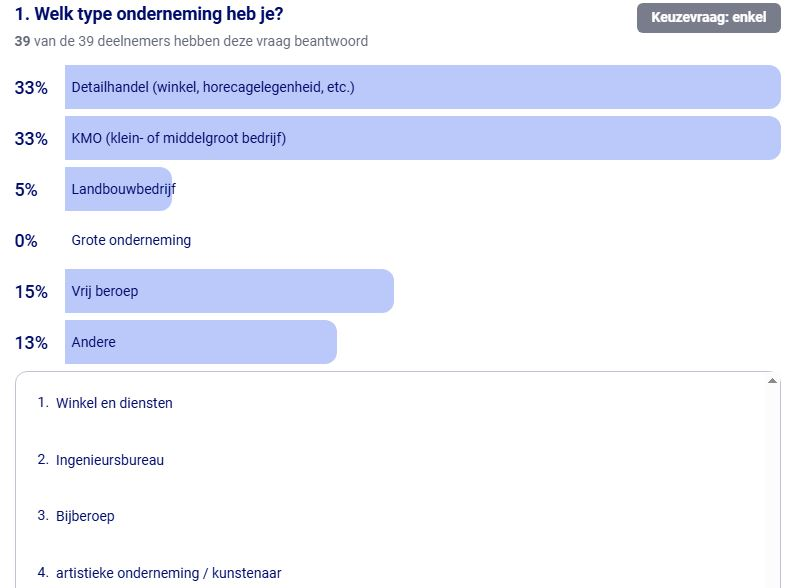 1. Welk type onderneming heb je?
Keuzevraag: enkel
39 van de 39 deelnemers hebben deze vraag beantwoord
33% Detailhandel (winkel, horecagelegenheid, etc.)
33% KMO (klein- of middelgroot bedrijf)
5% Landbouwbedrijf
0% Grote onderneming
15% Vrij beroep
13% Andere
1. Winkel en diensten
2. Ingenieursbureau
3. Bijberoep
4. artistieke onderneming / kunstenaar